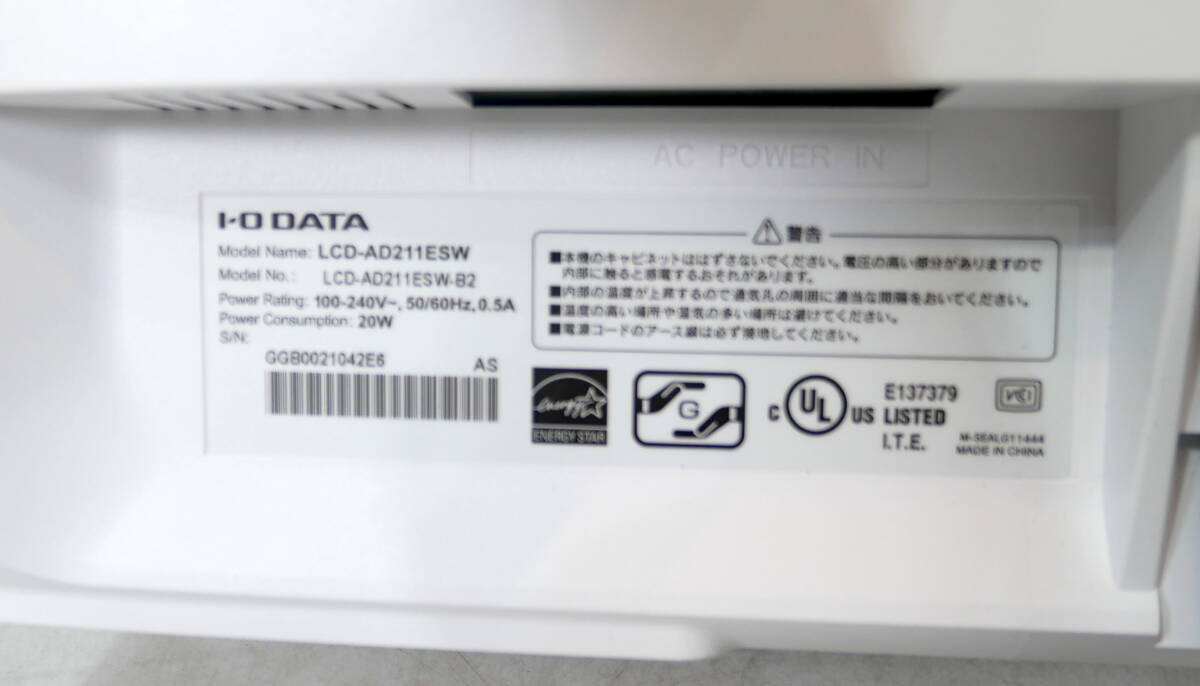 AC POWER IN
I-O DATA
Model Name: LCD-AD211ESW
Model No.: LCD-AD211ESW-B2
Power Rating: 100-240V~, 50/60Hz, 0.5A
Power Consumption: 20W
S/N:
GGB0021042E6 AS
警告
■本機のキャビネットははずさないでください。電圧の高い部分がありますので
内部に触ると感電するおそれがあります。
■内部の温度が上昇するので通気孔の周囲に適当な間隔をおいてください。
■温度の高い場所や湿気の多い場所は避けてください。
■電源コードのアース線は必ず接地してください。
energy
ENERGY STAR
G
C UL US LISTED
E137379
I.T.E.
VCCI
M-SEALG11444
MADE IN CHINA